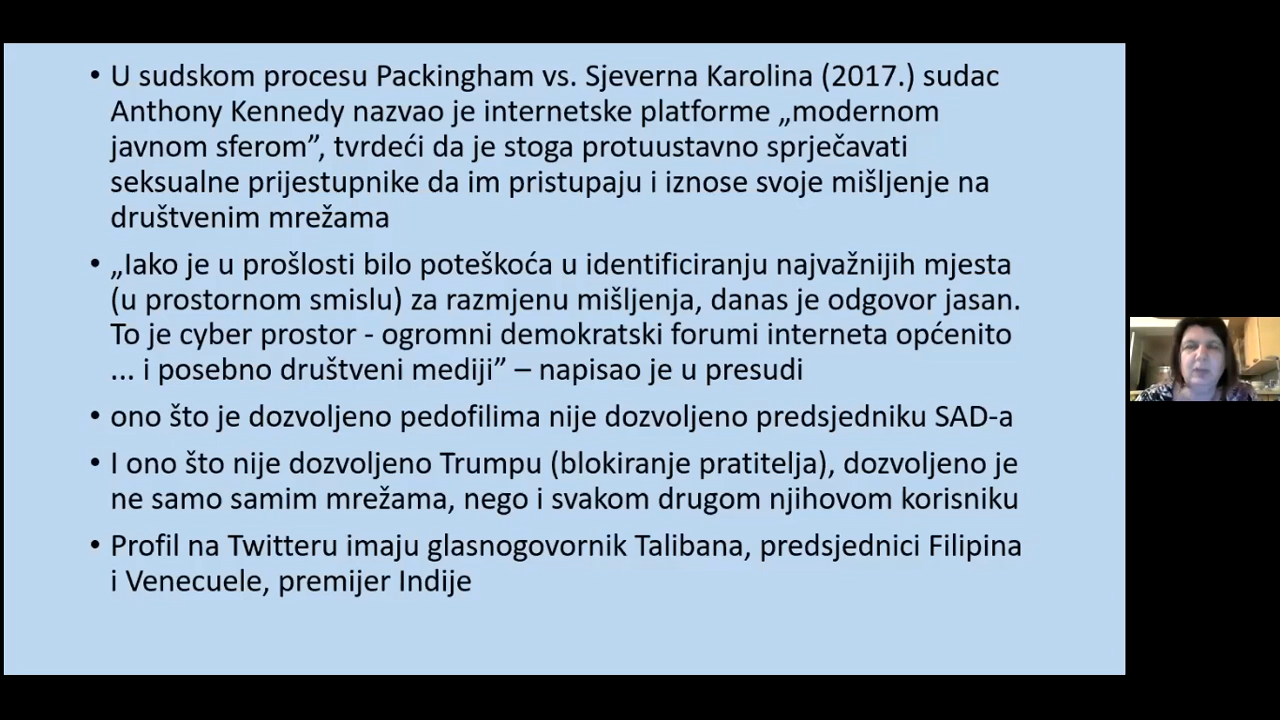 • U sudskom procesu Packingham vs. Sjeverna Karolina (2017.) sudac
Anthony Kennedy nazvao je internetske platforme „modernom
javnom sferom”, tvrdeći da je stoga protuustavno sprječavati
seksualne prijestupnike da im pristupaju i iznose svoje mišljenje na
društvenim mrežama
• „Iako je u prošlosti bilo poteškoća u identificiranju najvažnijih mjesta
(u prostornom smislu) za razmjenu mišljenja, danas je odgovor jasan.
To je cyber prostor - ogromni demokratski forumi interneta općenito
... i posebno društveni mediji” – napisao je u presudi
• ono što je dozvoljeno pedofilima nije dozvoljeno predsjedniku SAD-a
• I ono što nije dozvoljeno Trumpu (blokiranje pratitelja), dozvoljeno je
ne samo samim mrežama, nego i svakom drugom njihovom korisniku
• Profil na Twitteru imaju glasnogovornik Talibana, predsjednici Filipina
i Venecuele, premijer Indije